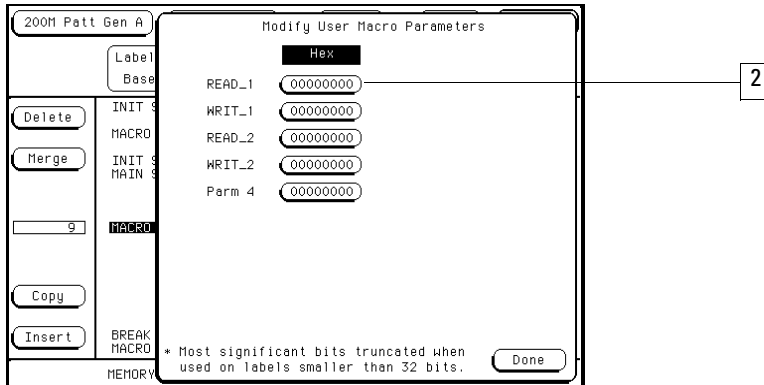 200M Patt Gen A
Modify User Macro Parameters
Label
Base
Hex
READ_1 00000000
2
WRIT_1 00000000
READ_2 00000000
WRIT_2 00000000
Parm 4 00000000
Delete
Merge
9
Copy
Insert
INIT S
MACRO
INIT S
MAIN S
MACRO
BREAK
MACRO
MEMORY
* Most significant bits truncated when
used on labels smaller than 32 bits.
Done